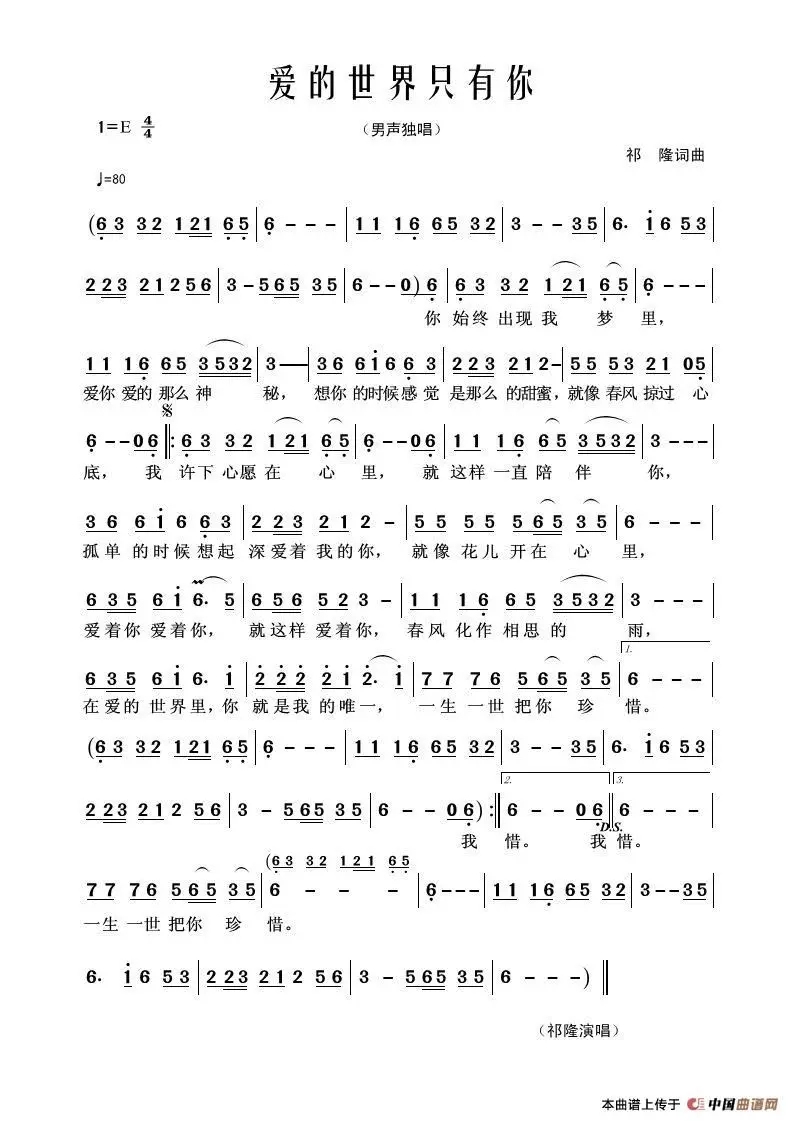 爱的世界只有你
1=E 4/4
（男声独唱）
祁 隆词曲
♩=80
(6 3 3 2 1 2 1 6 5 | 6 - - - | 1 1 1 6 6 5 3 2 | 3 - - 3 5 | 6· 1 6 5 3 |
2 2 3 2 1 2 5 6 | 3 - 5 6 5 3 5 | 6 - - 0) 6 | 6 3 3 2 1 2 1 6 5 | 6 - - - |
你 始终 出现 我 梦 里，
1 1 1 6 6 5 3 5 3 2 | 3 - - - | 3 6 6 1 6 6 3 | 2 2 3 2 1 2 - | 5 5 5 3 2 1 0 5 |
爱你 爱的 那么 神 秘， 想你 的时候感 觉 是那么 的甜蜜，就像 春风 掠过 心
6 - - 0 6 |: 6 3 3 2 1 2 1 6 5 | 6 - - 0 6 | 1 1 1 6 6 5 3 5 3 2 | 3 - - - |
底， 我 许下 心愿 在 心 里， 就 这样 一直 陪 伴 你，
3 6 6 1 6 6 3 | 2 2 3 2 1 2 - | 5 5 5 5 5 6 5 3 5 | 6 - - - |
孤单 的时候 想起 深爱着 我的你， 就像 花儿 开在 心 里，
6 3 5 6 1 6· 5 | 6 5 6 5 2 3 - | 1 1 1 6 6 5 3 5 3 2 | 3 - - - |
爱着你 爱着你， 就这样 爱着你， 春风 化作 相思 的 雨，
1.
6 3 5 6 1 6· 1 | 2 2 2 2 1 2· 1 | 7 7 7 6 5 6 5 3 5 | 6 - - - |
在爱的 世界里，你 就是我 的唯一， 一生 一世 把你 珍 惜。
(6 3 3 2 1 2 1 6 5 | 6 - - - | 1 1 1 6 6 5 3 2 | 3 - - 3 5 | 6· 1 6 5 3 |
2. 3.
2 2 3 2 1 2 5 6 | 3 - 5 6 5 3 5 | 6 - - 0 6) :| 6 - - 0 6 || 6 - - - |
D.S.
我 惜。 我 惜。
(6 3 3 2 1 2 1 6 5
7 7 7 6 5 6 5 3 5 | 6 - - - | 6 - - - | 1 1 1 6 6 5 3 2 | 3 - - 3 5 |
一生 一世 把你 珍 惜。
6· 1 6 5 3 | 2 2 3 2 1 2 5 6 | 3 - 5 6 5 3 5 | 6 - - - ) ||
（祁隆演唱）
本曲谱上传于 中国曲谱网